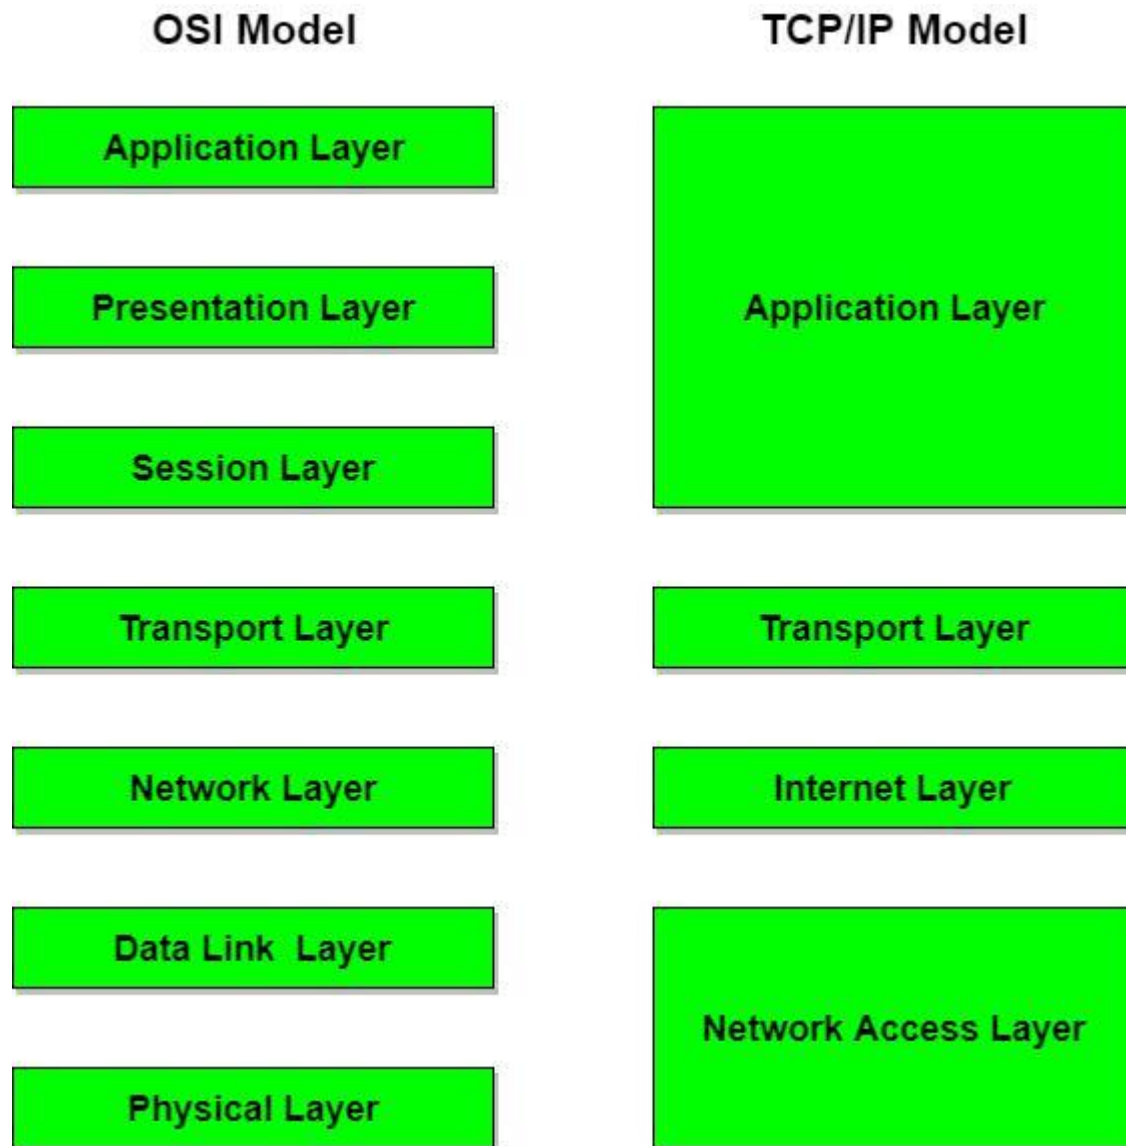 OSI Model
TCP/IP Model
Application Layer
Presentation Layer
Session Layer
Transport Layer
Network Layer
Data Link  Layer
Physical Layer
Application Layer
Transport Layer
Internet Layer
Network Access Layer